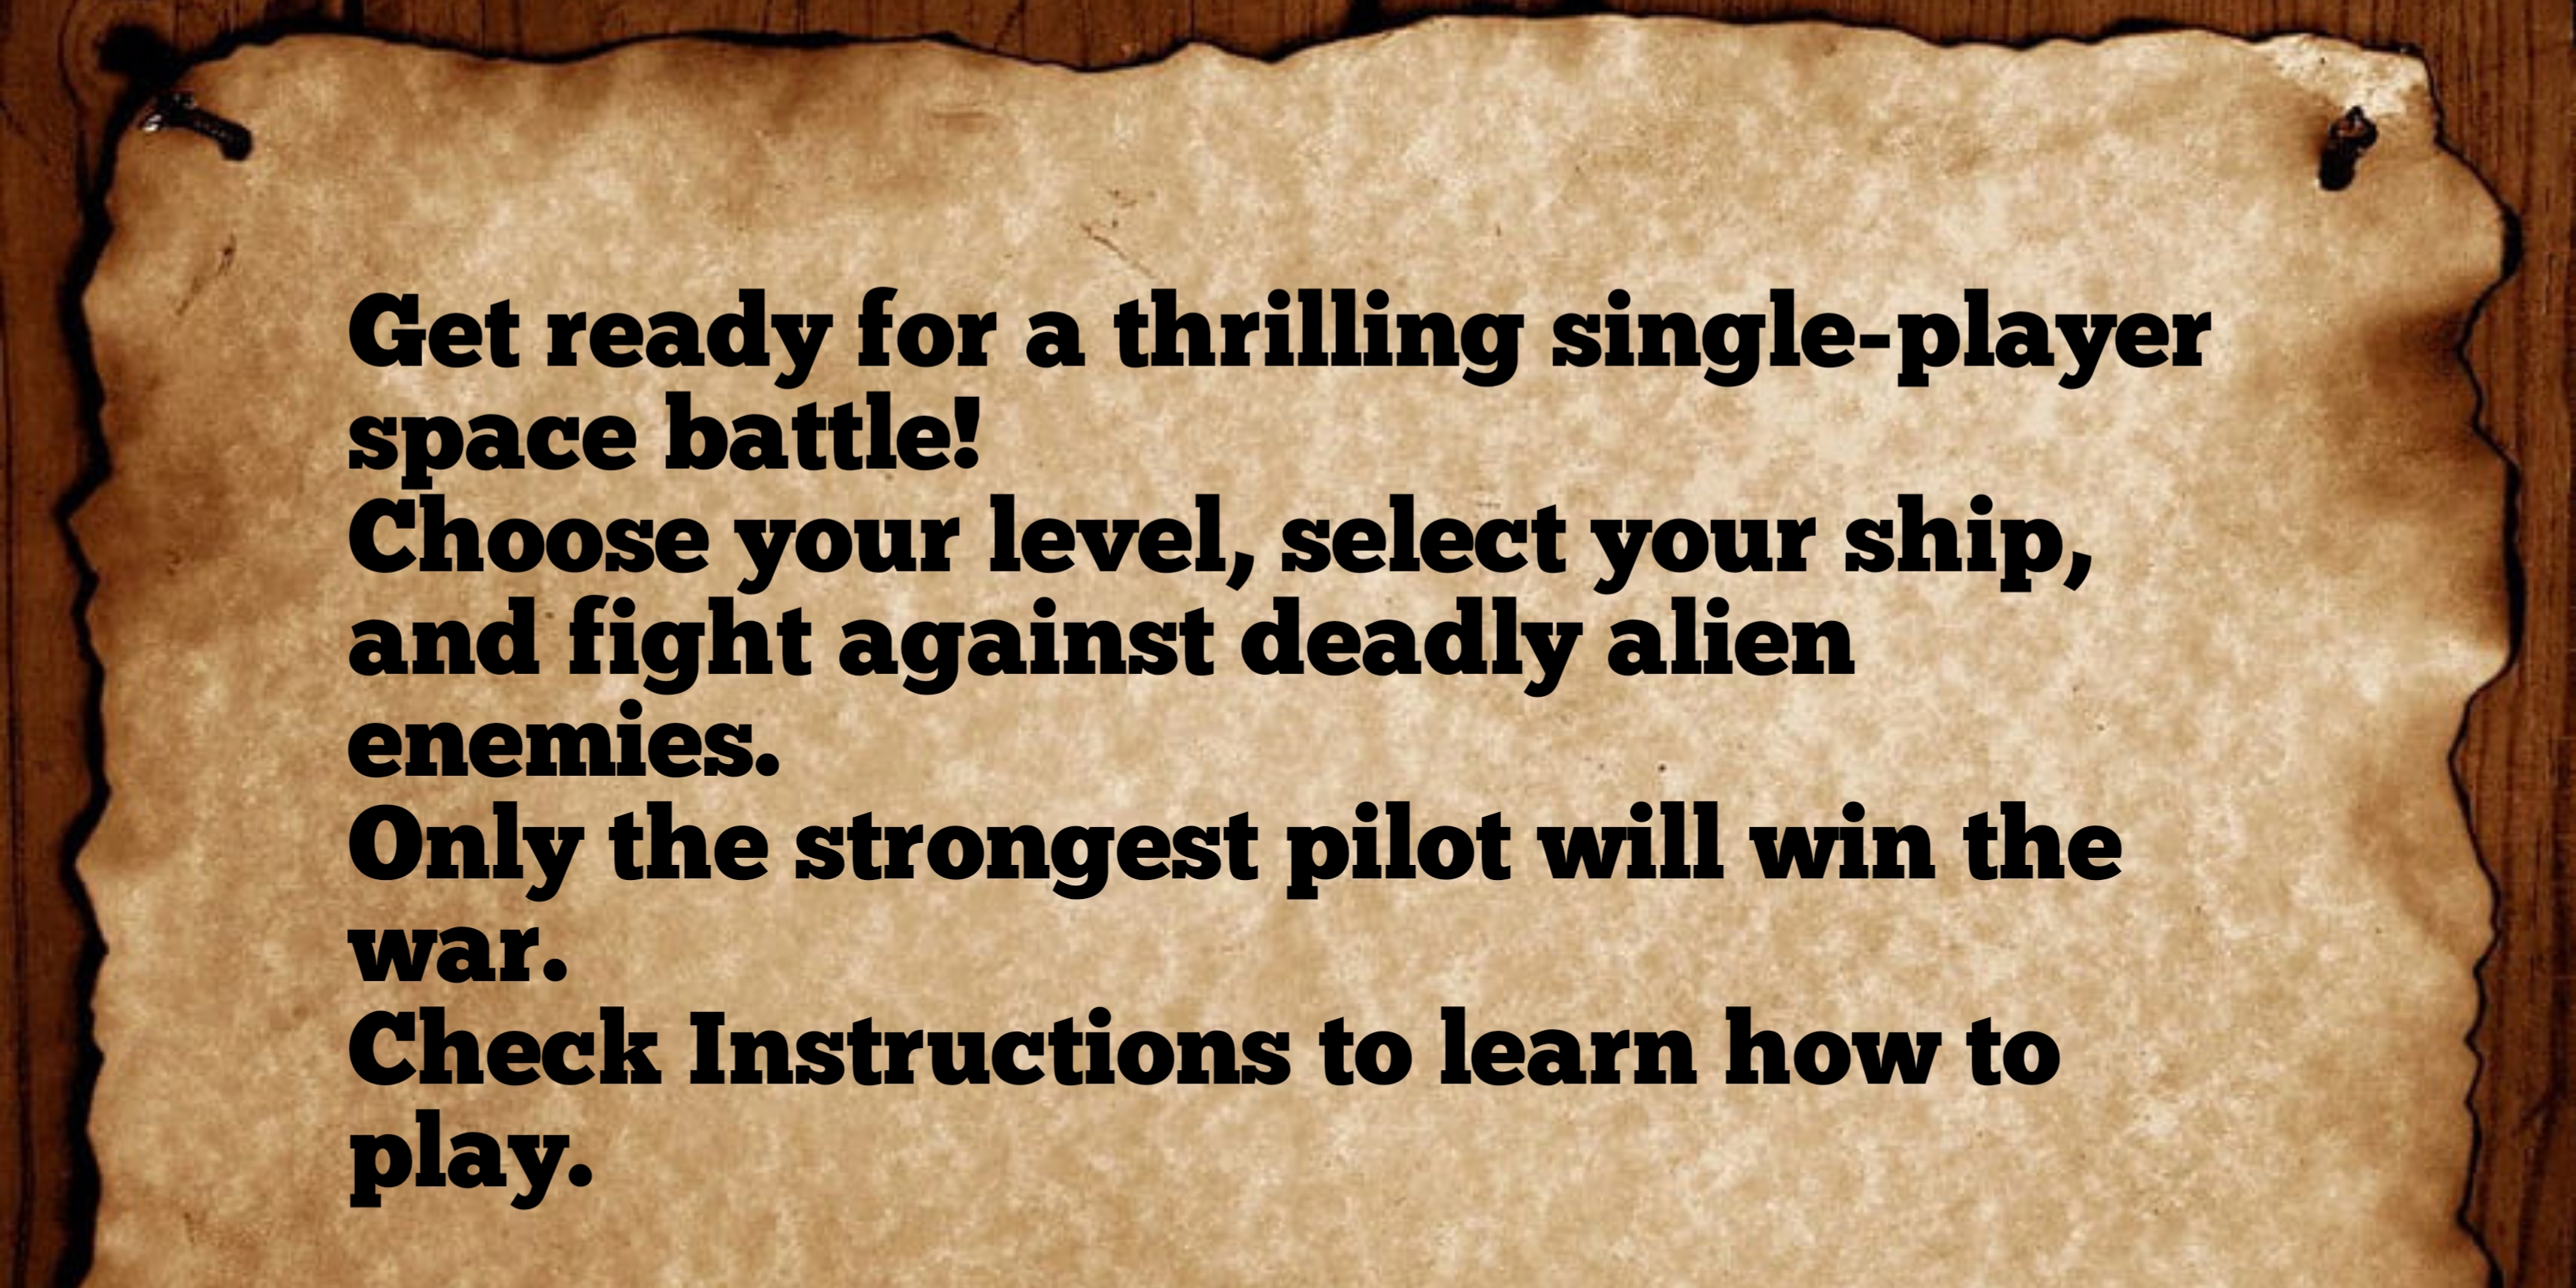 Get ready for a thrilling single-player
space battle!
Choose your level, select your ship,
and fight against deadly alien
enemies.
Only the strongest pilot will win the
war.
Check Instructions to learn how to
play.